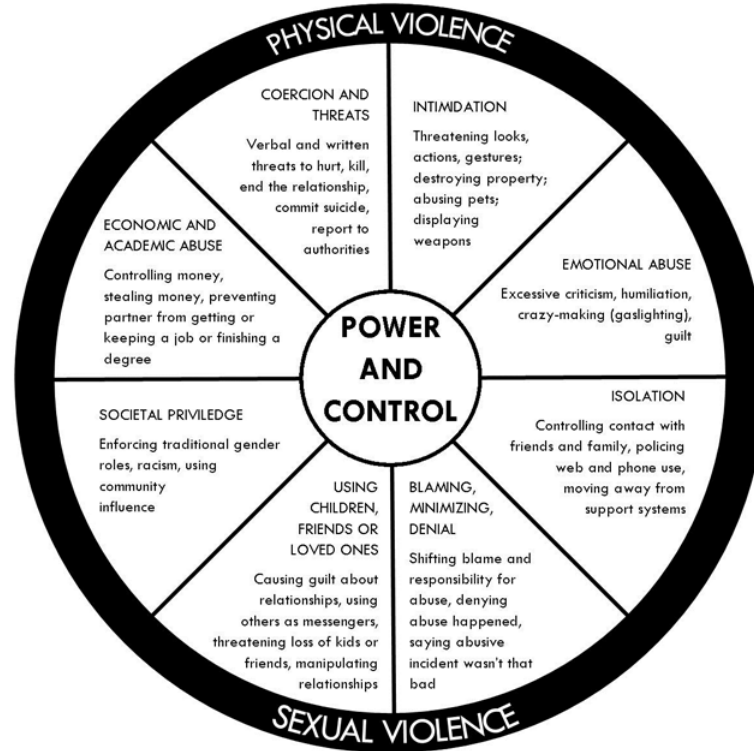 PHYSICAL VIOLENCE
COERCION AND
THREATS
Verbal and written
threats to hurt, kill,
end the relationship,
commit suicide,
report to
authorities
INTIMIDATION
Threatening looks,
actions, gestures;
destroying property;
abusing pets;
displaying
weapons
EMOTIONAL ABUSE
Excessive criticism, humiliation,
crazy-making (gaslighting),
guilt
ISOLATION
Controlling contact with
friends and family, policing
web and phone use,
moving away from
support systems
BLAMING,
MINIMIZING,
DENIAL
Shifting blame and
responsibility for
abuse, denying
abuse happened,
saying abusive
incident wasn't that
bad
USING
CHILDREN,
FRIENDS OR
LOVED ONES
Causing guilt about
relationships, using
others as messengers,
threatening loss of kids or
friends, manipulating
relationships
SOCIETAL PRIVILEDGE
Enforcing traditional gender
roles, racism, using
community
influence
ECONOMIC AND
ACADEMIC ABUSE
Controlling money,
stealing money, preventing
partner from getting or
keeping a job or finishing a
degree
POWER
AND
CONTROL
SEXUAL VIOLENCE